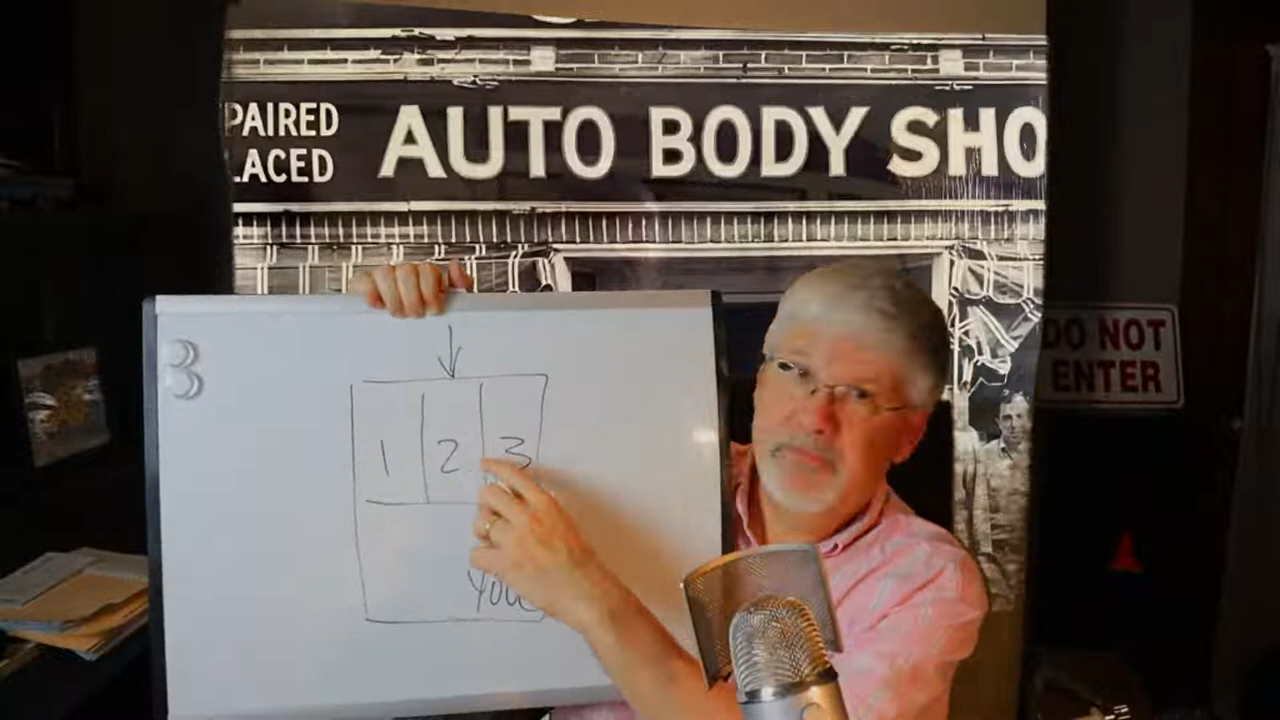 PAIRED
LACED
AUTO BODY SHO
DO NOT
ENTER
1 2 3
You